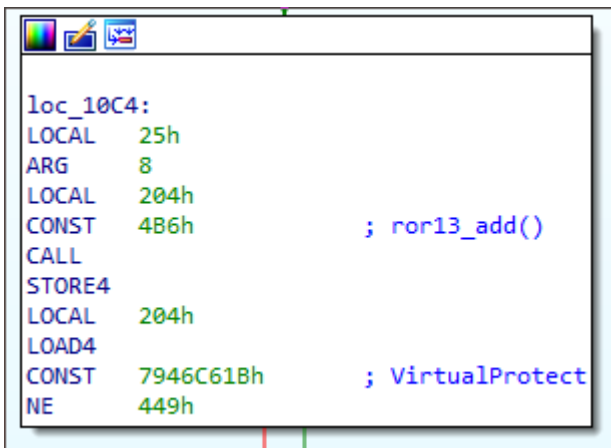 loc_10C4:
LOCAL 25h
ARG 8
LOCAL 204h
CONST 4B6h ; ror13_add()
CALL
STORE4
LOCAL 204h
LOAD4
CONST 7946C61Bh ; VirtualProtect
NE 449h